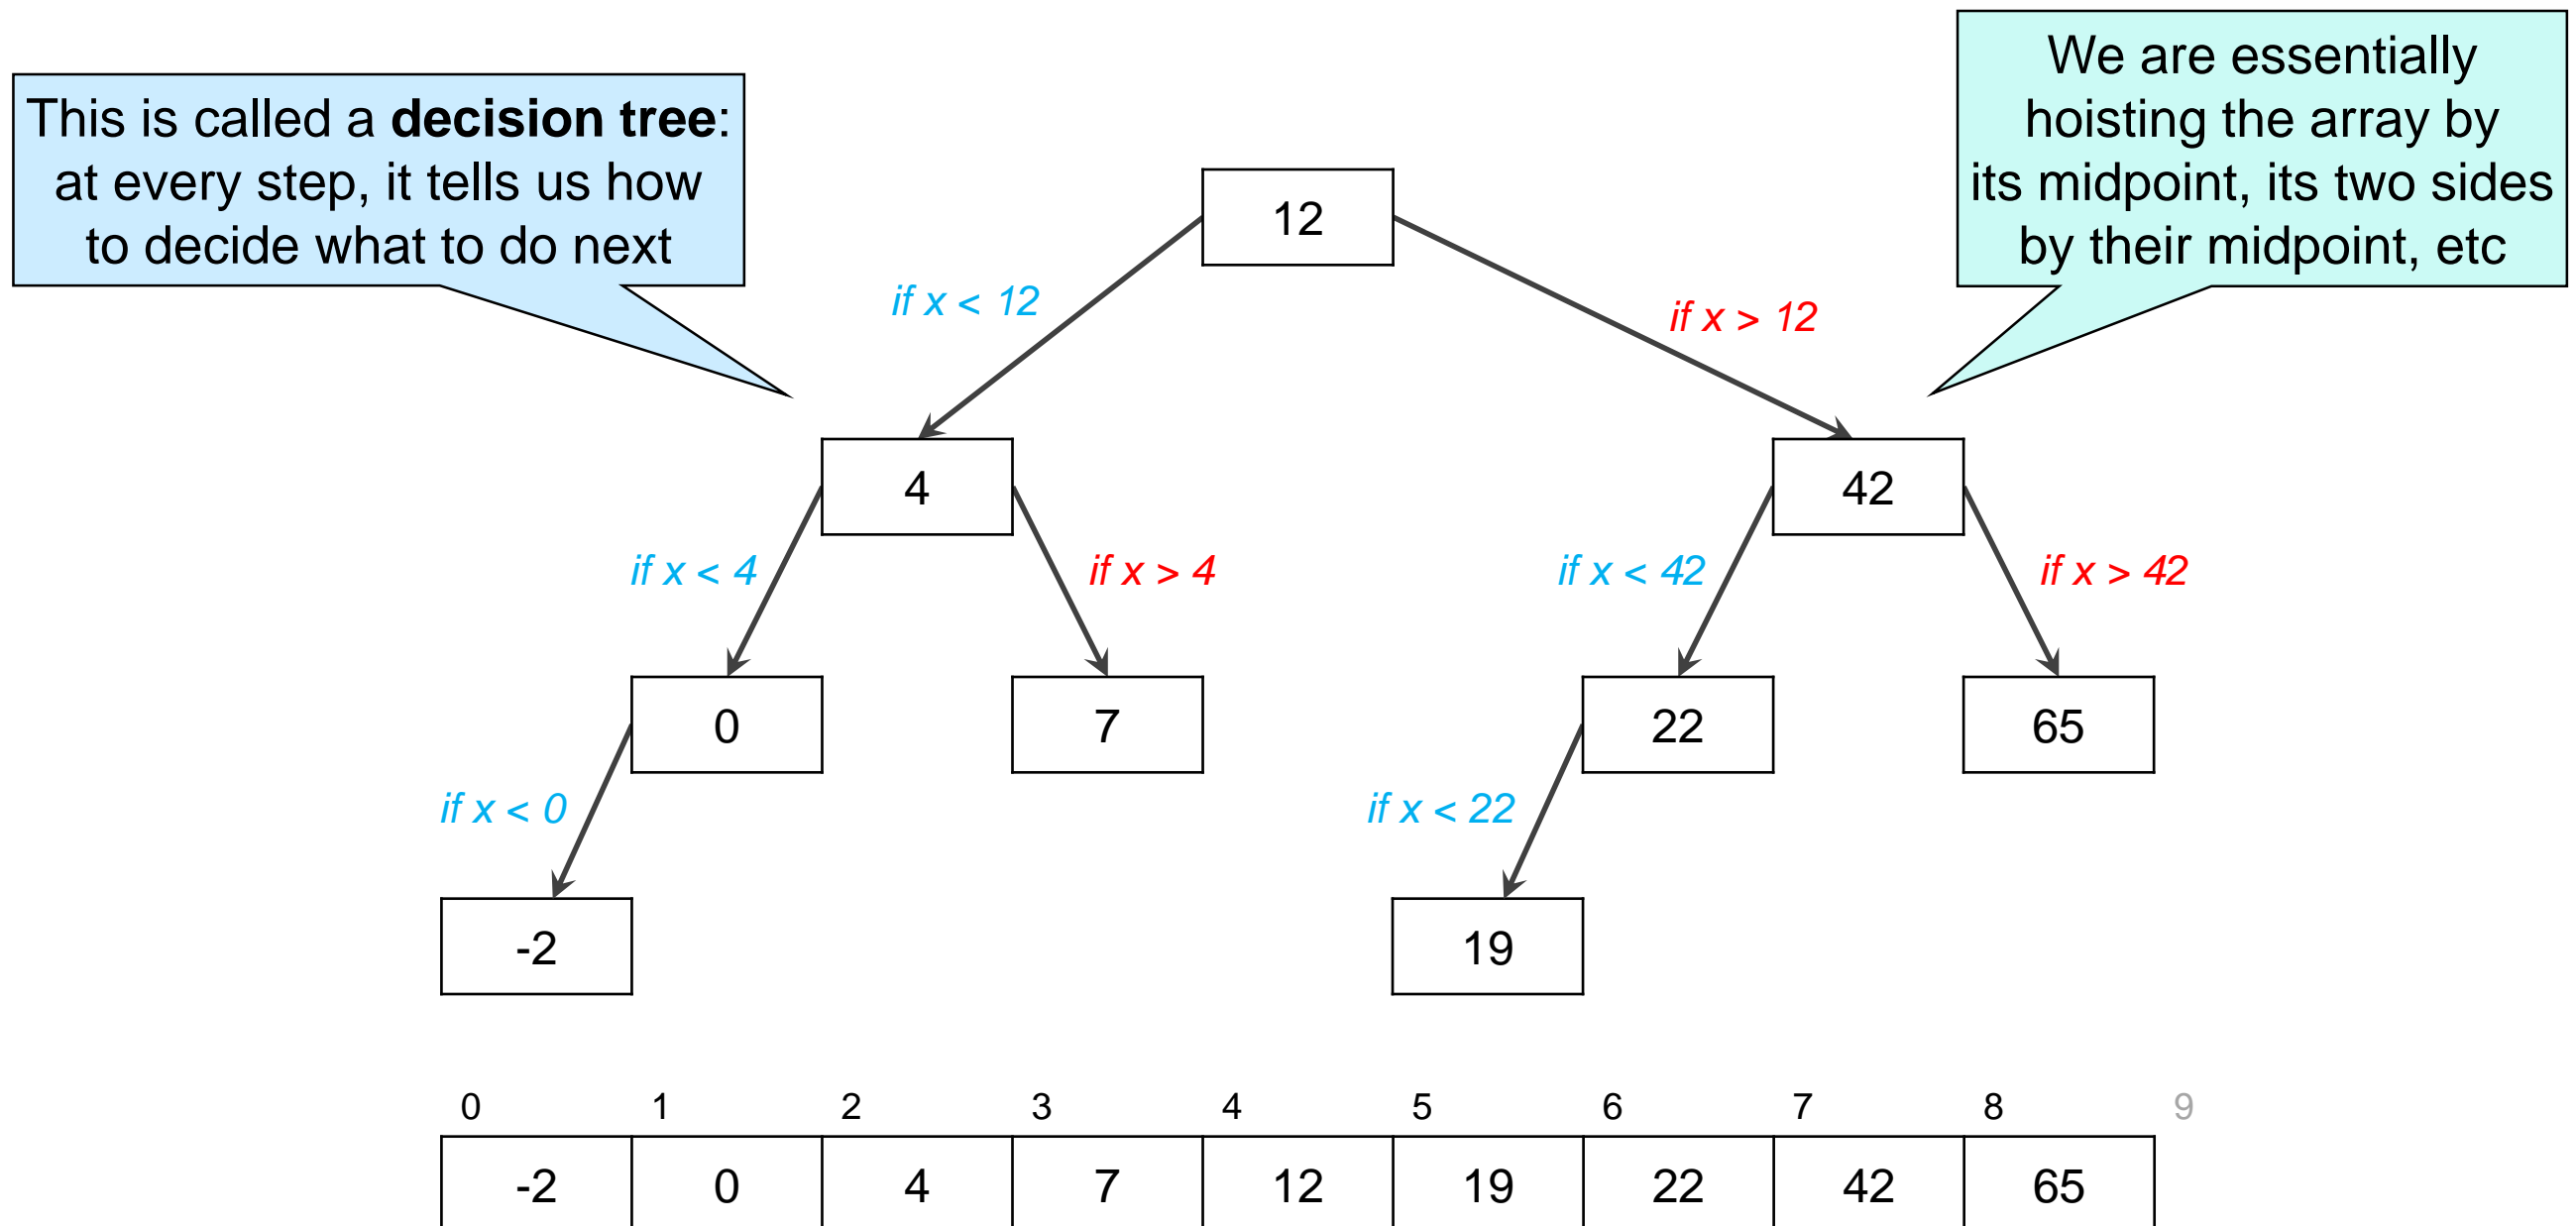 This is called a decision tree:
at every step, it tells us how
to decide what to do next
We are essentially
hoisting the array by
its midpoint, its two sides
by their midpoint, etc
12
if x < 12
if x > 12
4
42
if x < 4
if x > 4
if x < 42
if x > 42
0
7
22
65
if x < 0
if x < 22
-2
19
0 1 2 3 4 5 6 7 8 9
-2 0 4 7 12 19 22 42 65